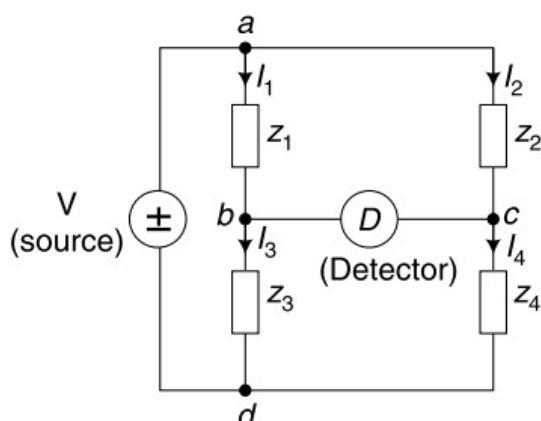 a
I₁
I₂
z₁
z₂
V
(source)
±
b
D
c
(Detector)
I₃
I₄
z₃
z₄
d